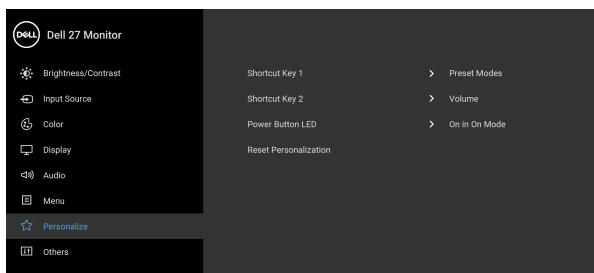 DELL Dell 27 Monitor
Brightness/Contrast
Input Source
Color
Display
Audio
Menu
Personalize
Others
Shortcut Key 1 > Preset Modes
Shortcut Key 2 > Volume
Power Button LED > On in On Mode
Reset Personalization